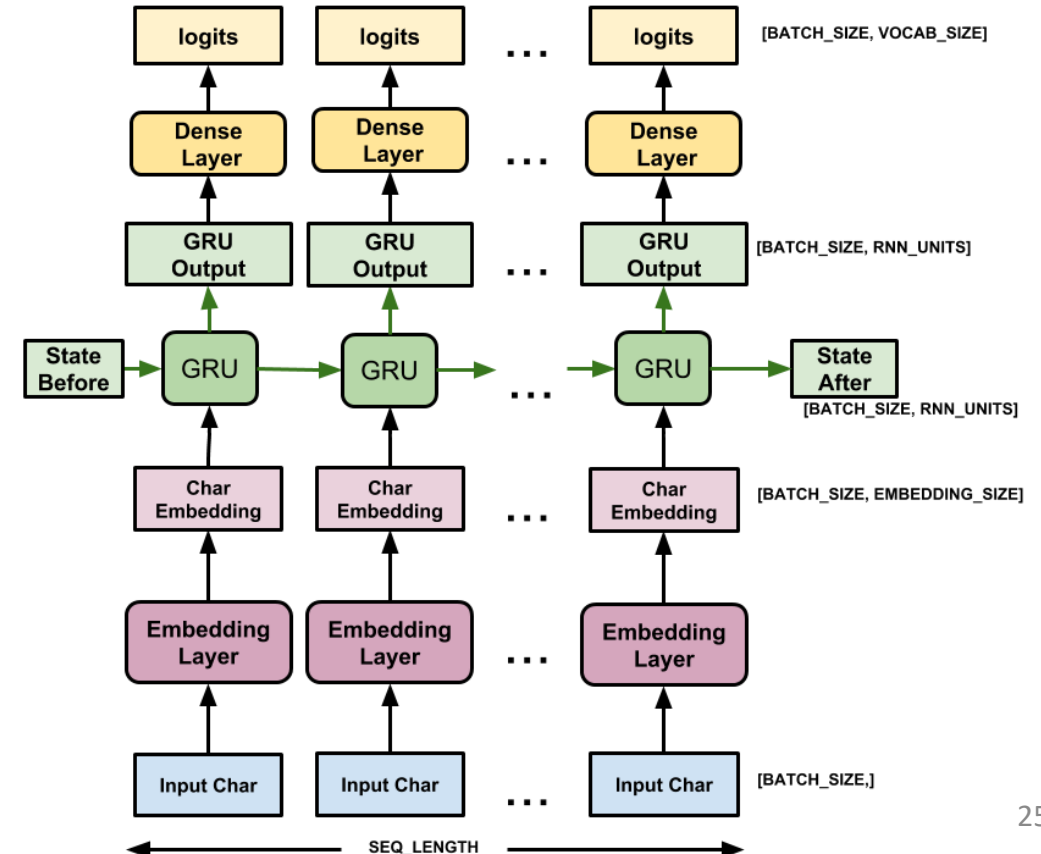 logits
logits
...
logits
[BATCH_SIZE, VOCAB_SIZE]
Dense
Layer
Dense
Layer
...
Dense
Layer
GRU
Output
GRU
Output
...
GRU
Output
[BATCH_SIZE, RNN_UNITS]
State
Before
GRU
GRU
...
GRU
State
After
[BATCH_SIZE, RNN_UNITS]
Char
Embedding
Char
Embedding
...
Char
Embedding
[BATCH_SIZE, EMBEDDING_SIZE]
Embedding
Layer
Embedding
Layer
...
Embedding
Layer
Input Char
Input Char
...
Input Char
[BATCH_SIZE,]
SEQ_LENGTH
25